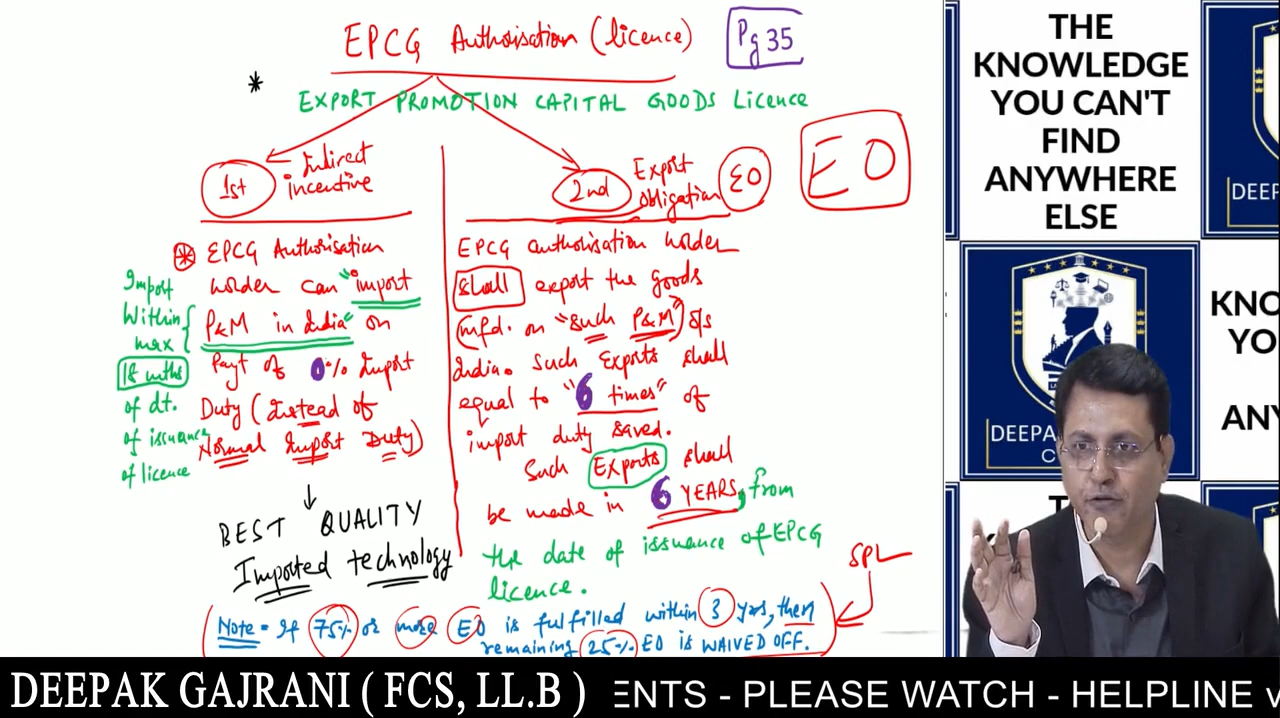 EPCG Authorisation (licence)
Pg 35
*
EXPORT PROMOTION CAPITAL GOODS Licence
EO
1st
Indirect
incentive
EPCG Authorisation
holder can "import
P&M in India" on
Payt of 0% Import
Duty (Instead of
Normal Import Duty)
Import
Within
max
18 mths
of dt.
of issuance
of licence
BEST QUALITY
Imported technology
2nd
Export
Obligation
EO
EPCG authorisation holder
shall export the goods
(mfd. on "such P&M") o/s
India. Such Exports shall
equal to "6 times" of
import duty saved.
Such Exports shall
be made in 6 YEARS, from
the date of issuance of EPCG
licence.
SPL
(Note = If 75% or more EO is fulfilled within 3 yrs, then
remaining 25% EO is WAIVED OFF.)
THE
KNOWLEDGE
YOU CAN'T
FIND
ANYWHERE
ELSE
DEEF
DEEPA
C
KNO
YO
ANY
DEEPAK GAJRANI ( FCS, LL.B )
ENTS - PLEASE WATCH - HELPLINE v